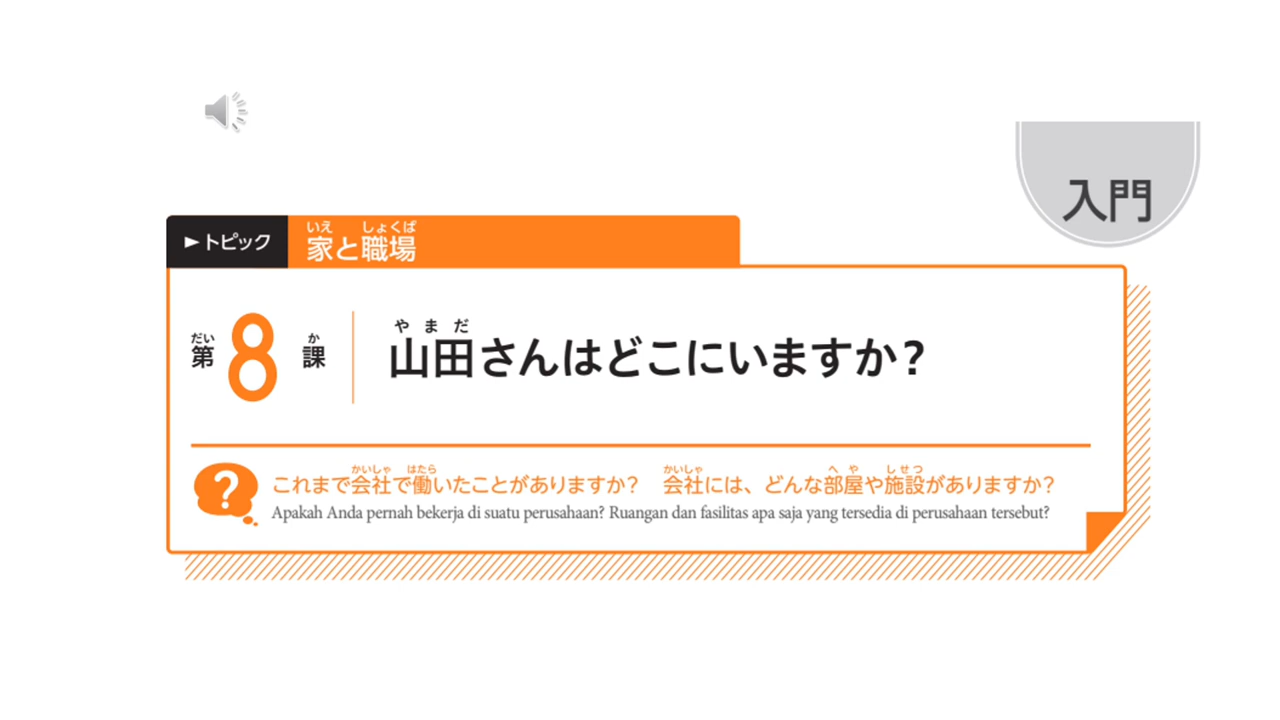 入門
▶トピック
いえ しょくば
家と職場
だい か
第8課
やまだ
山田さんはどこにいますか?
?
かいしゃ はたら かいしゃ へや しせつ
これまで会社で働いたことがありますか? 会社には、どんな部屋や施設がありますか?
Apakah Anda pernah bekerja di suatu perusahaan? Ruangan dan fasilitas apa saja yang tersedia di perusahaan tersebut?